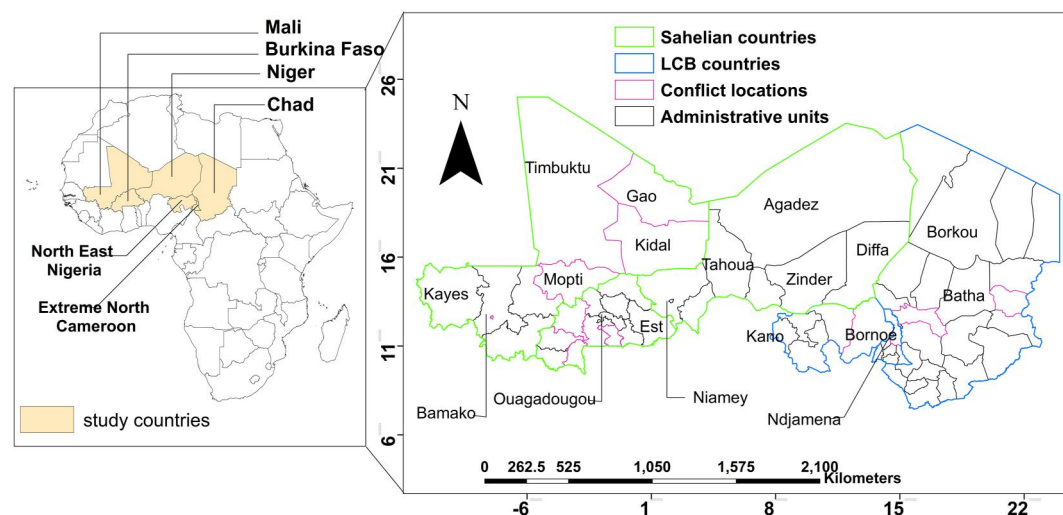 Mali
Burkina Faso
Niger
Chad
North East
Nigeria
Extreme North
Cameroon
study countries
Sahelian countries
LCB countries
Conflict locations
Administrative units
N
26
21
16
11
6
Timbuktu
Gao
Kidal
Agadez
Borkou
Diffa
Tahoua
Zinder
Kayes
Mopti
Batha
Est
Kano
Bornoe
Bamako
Ouagadougou
Niamey
Ndjamena
0 262.5 525 1,050 1,575 2,100
Kilometers
-6 1 8 15 22